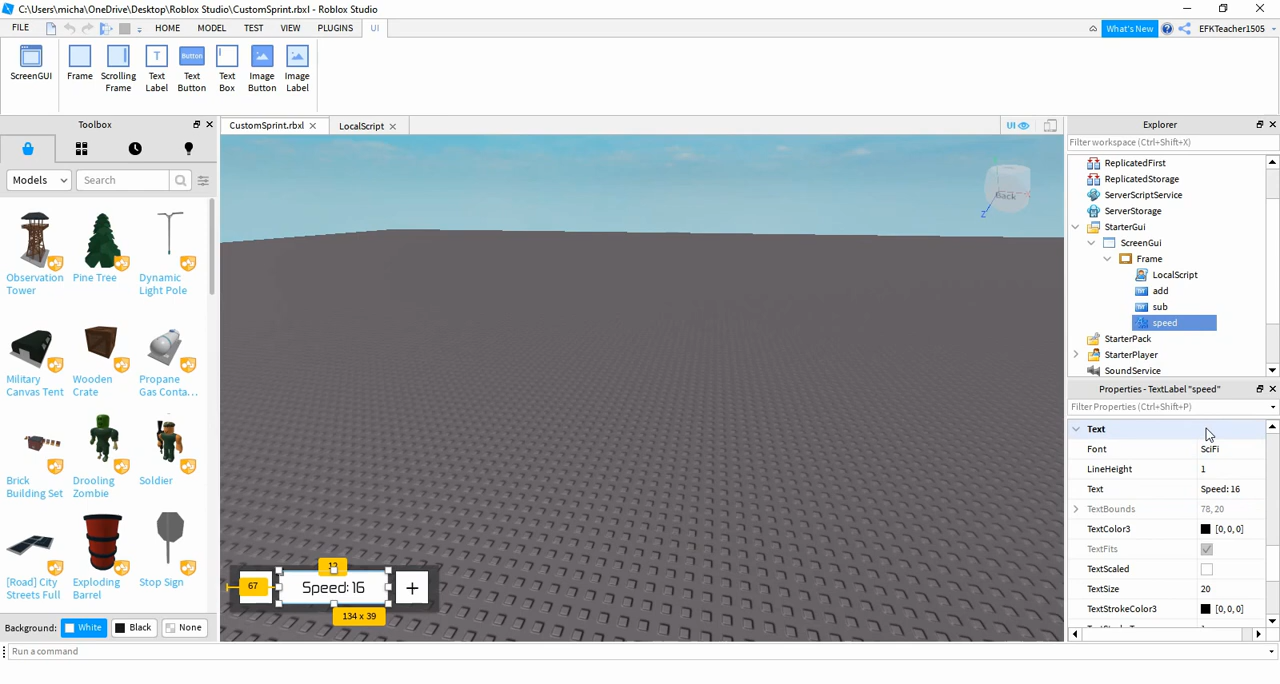 C:\Users\micha\OneDrive\Desktop\Roblox Studio\CustomSprint.rbxl - Roblox Studio
FILE HOME MODEL TEST VIEW PLUGINS UI What's New EFKTeacher1505
ScreenGUI Frame Scrolling Frame Text Label Text Button Text Box Image Button Image Label
Toolbox
Models Search
Observation Tower
Pine Tree
Dynamic Light Pole
Military Canvas Tent
Wooden Crate
Propane Gas Conta...
Brick Building Set
Drooling Zombie
Soldier
[Road] City Streets Full
Exploding Barrel
Stop Sign
Background: White Black None
Run a command
CustomSprint.rbxl LocalScript UI
Back
Z
67
Speed: 16
+
134 x 39
Explorer
Filter workspace (Ctrl+Shift+X)
ReplicatedFirst
ReplicatedStorage
ServerScriptService
ServerStorage
StarterGui
ScreenGui
Frame
LocalScript
add
sub
speed
StarterPack
StarterPlayer
SoundService
Properties - TextLabel "speed"
Filter Properties (Ctrl+Shift+P)
Text
Font SciFi
LineHeight 1
Text Speed: 16
TextBounds 78, 20
TextColor3 [0,0,0]
TextFits
TextScaled
TextSize 20
TextStrokeColor3 [0,0,0]